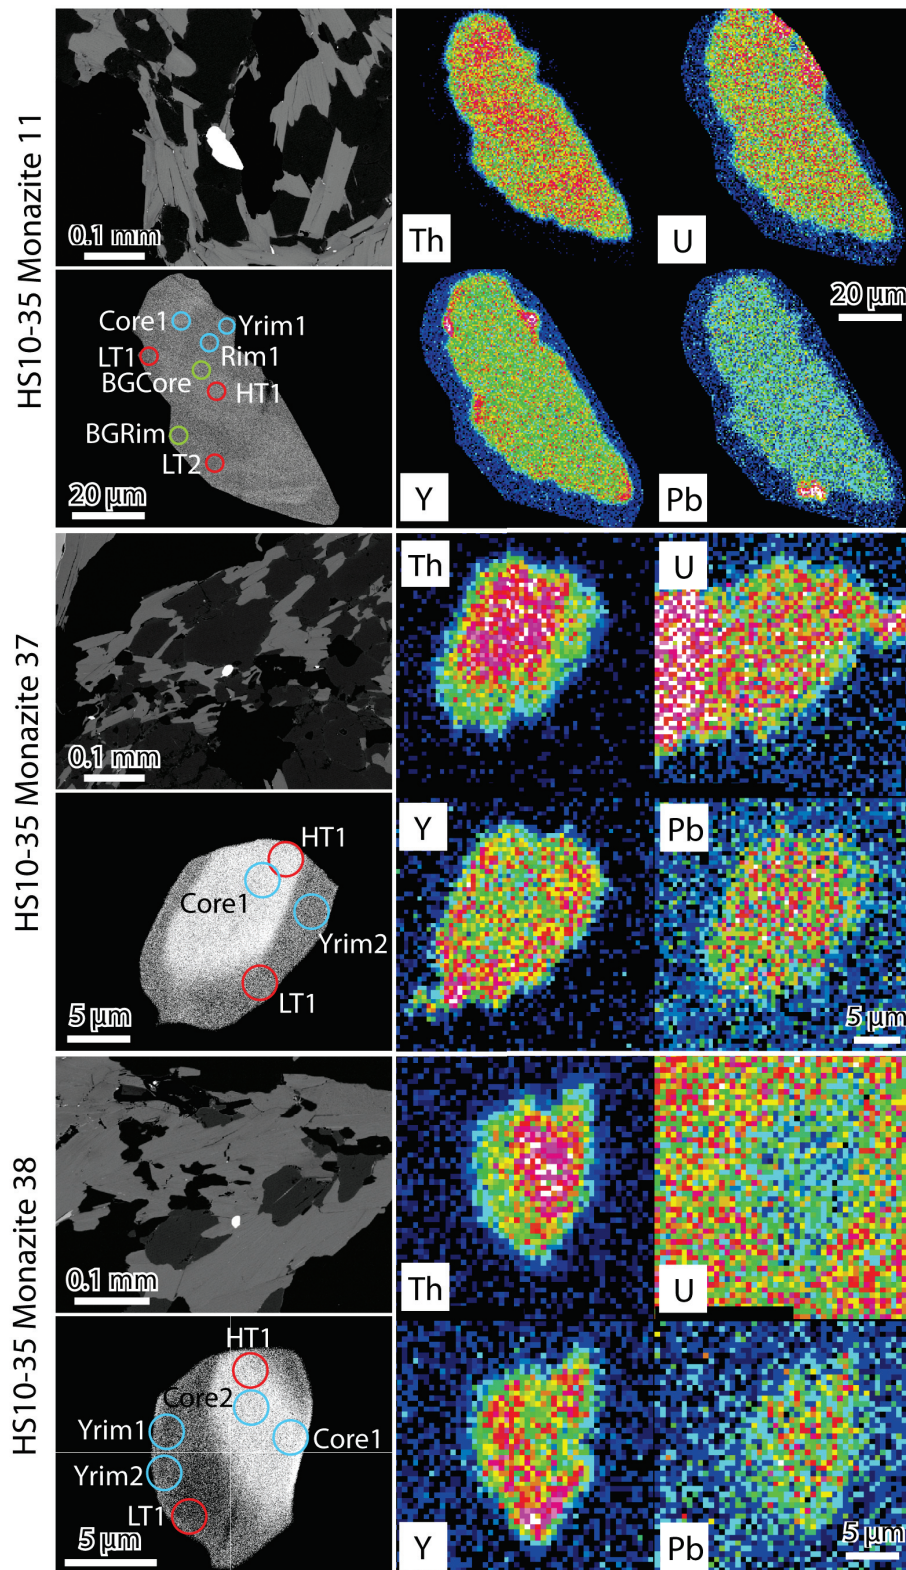 HS10-35 Monazite 11
0.1 mm
Th
U
20 µm
Core1
Yrim1
LT1
Rim1
BGCore
HT1
BGRim
LT2
20 µm
Y
Pb
HS10-35 Monazite 37
0.1 mm
Th
U
HT1
Core1
Yrim2
LT1
5 µm
Y
Pb
5 µm
HS10-35 Monazite 38
0.1 mm
Th
U
HT1
Core2
Yrim1
Core1
Yrim2
LT1
5 µm
Y
Pb
5 µm